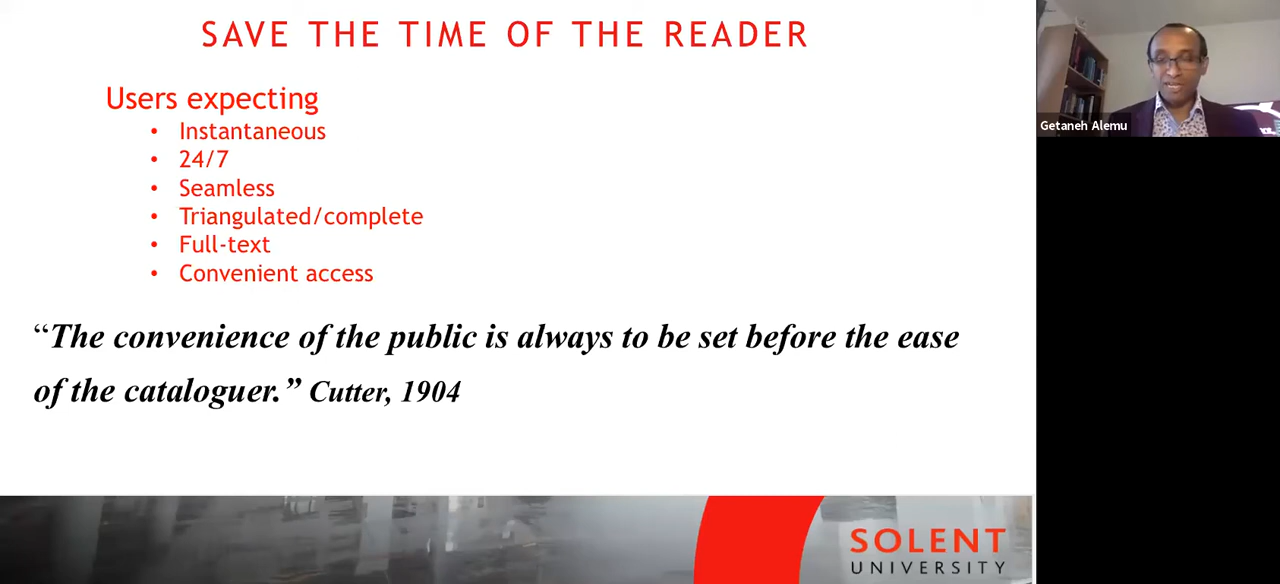 SAVE THE TIME OF THE READER
Users expecting
• Instantaneous
• 24/7
• Seamless
• Triangulated/complete
• Full-text
• Convenient access
“The convenience of the public is always to be set before the ease
of the cataloguer.” Cutter, 1904
SOLENT
UNIVERSITY
Getaneh Alemu